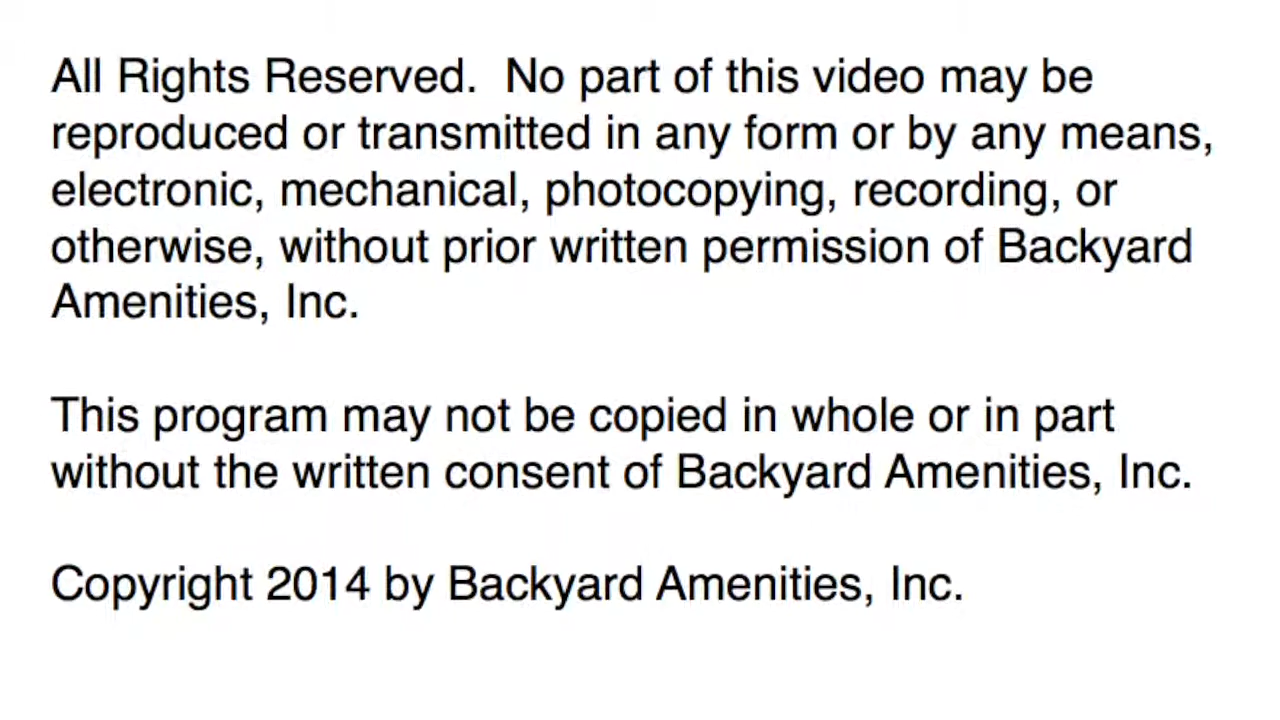 All Rights Reserved.  No part of this video may be
reproduced or transmitted in any form or by any means,
electronic, mechanical, photocopying, recording, or
otherwise, without prior written permission of Backyard
Amenities, Inc.
This program may not be copied in whole or in part
without the written consent of Backyard Amenities, Inc.
Copyright 2014 by Backyard Amenities, Inc.